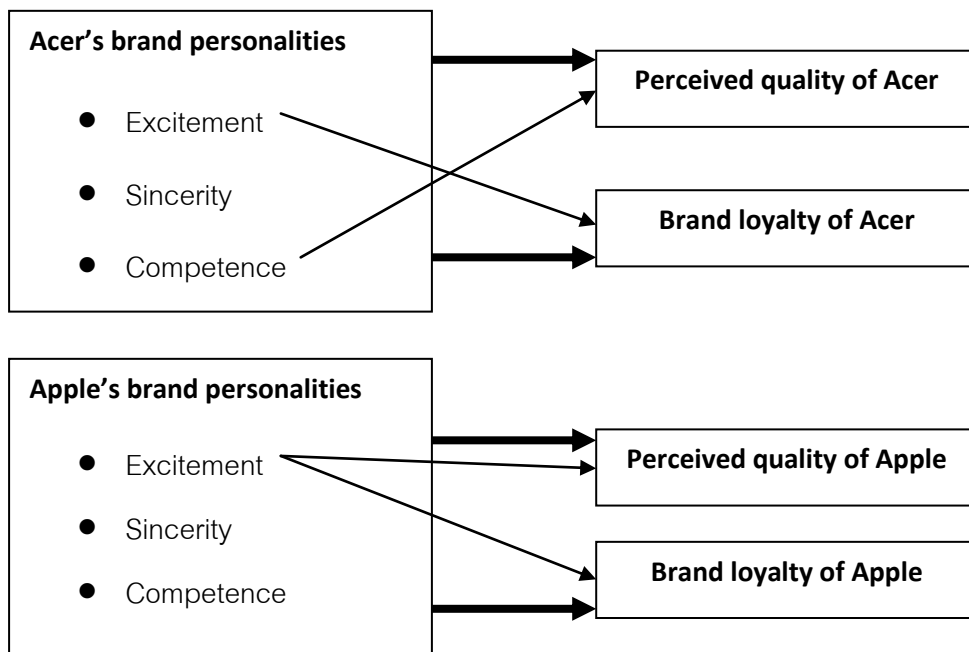 Acer’s brand personalities
● Excitement
● Sincerity
● Competence
Perceived quality of Acer
Brand loyalty of Acer
Apple’s brand personalities
● Excitement
● Sincerity
● Competence
Perceived quality of Apple
Brand loyalty of Apple